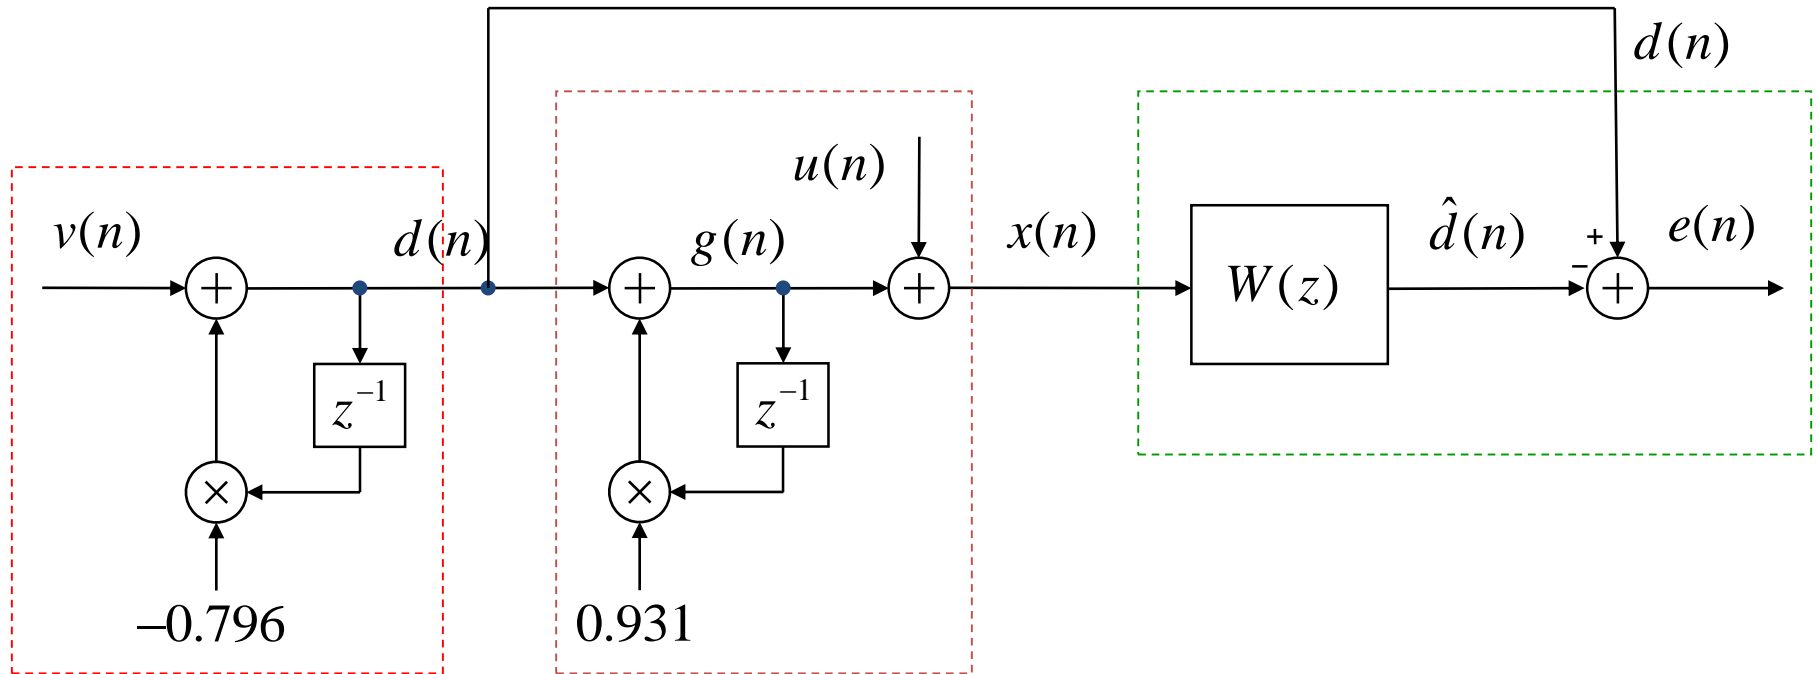 d(n)
u(n)
v(n)
d(n)
g(n)
x(n)
W(z)
d̂(n)
+
−
e(n)
+
+
+
+
z⁻¹
z⁻¹
×
×
−0.796
0.931